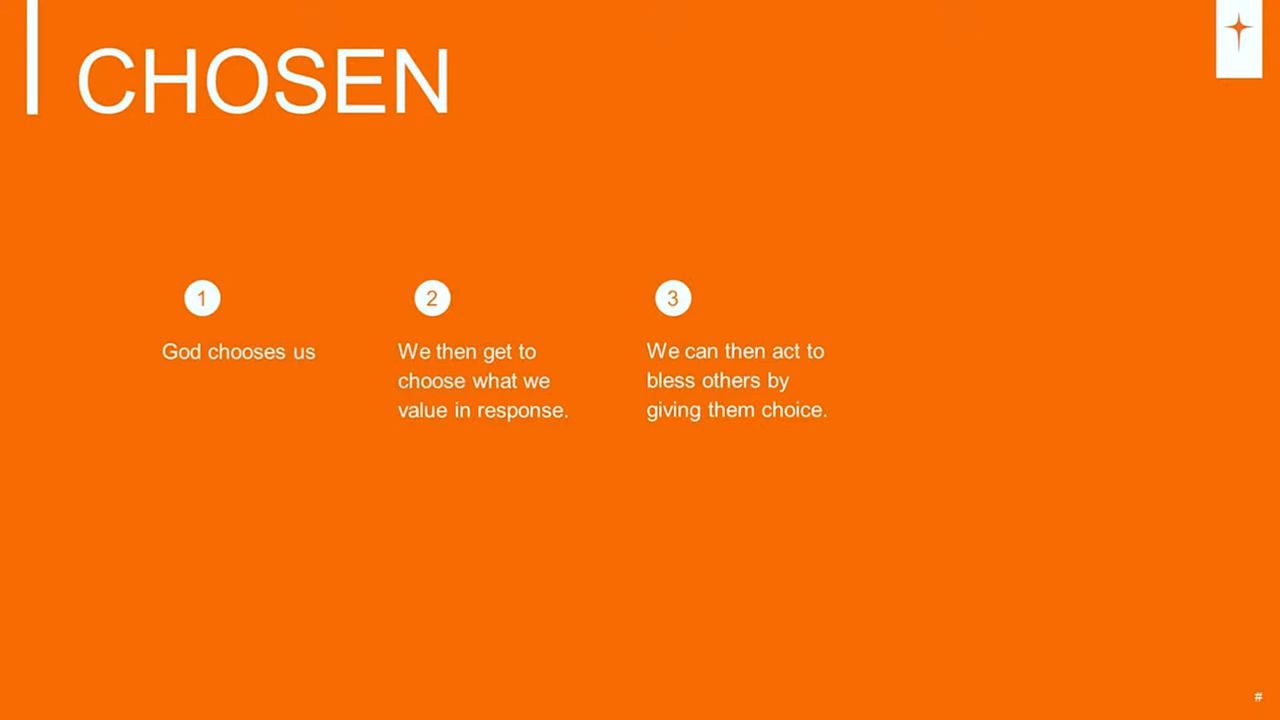 CHOSEN
1
God chooses us
2
We then get to
choose what we
value in response.
3
We can then act to
bless others by
giving them choice.
#